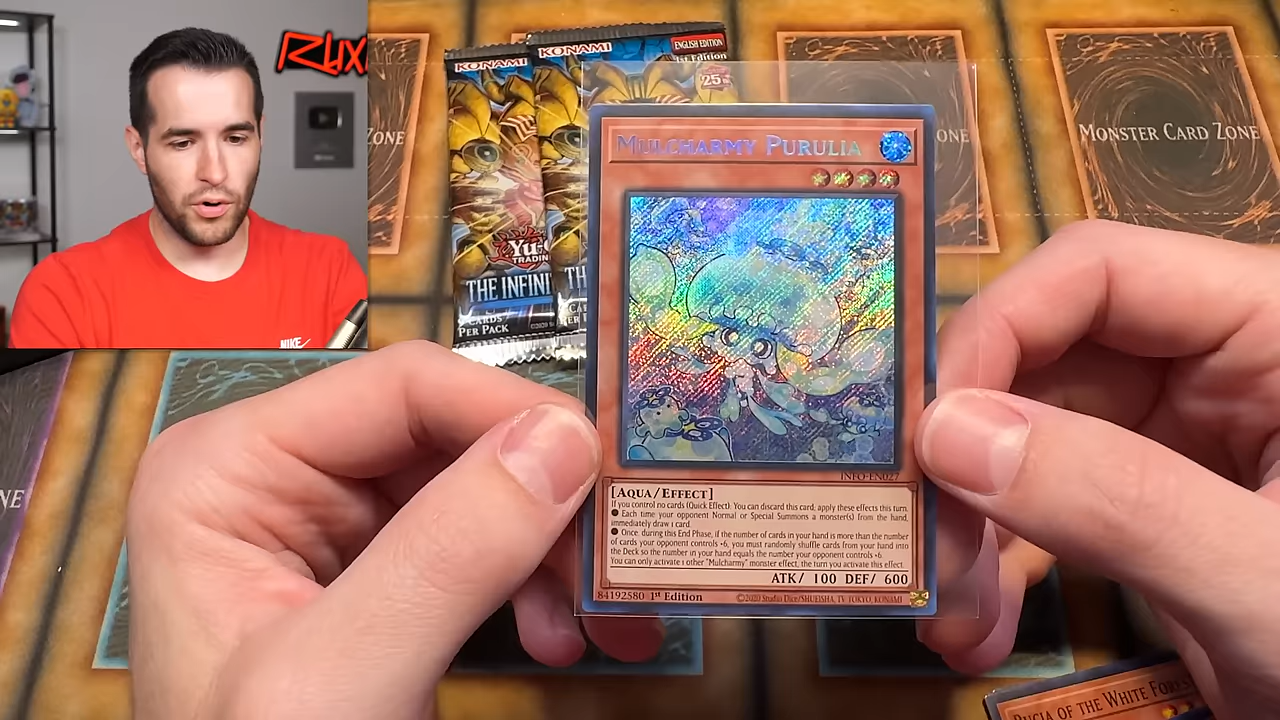 KONAMI
KONAMI
ENGLISH EDITION
1st Edition
25
THE INFINI
PER PACK
MONSTER CARD ZONE
NIKE
MULCHARMY PURULIA
INFO-EN027
[AQUA/EFFECT]
If you control no cards (Quick Effect): You can discard this card; apply these effects this turn.
● Each time your opponent Normal or Special Summons a monster(s) from the hand,
immediately draw 1 card.
● Once, during this End Phase, if the number of cards in your hand is more than the number
of cards your opponent controls +6, you must randomly shuffle cards from your hand into
the Deck so the number in your hand equals the number your opponent controls +6.
You can only activate 1 other "Mulcharmy" monster effect, the turn you activate this effect.
ATK/ 100 DEF/ 600
84192580 1st Edition
©2020 Studio Dice/SHUEISHA, TV TOKYO, KONAMI
OF THE WHITE